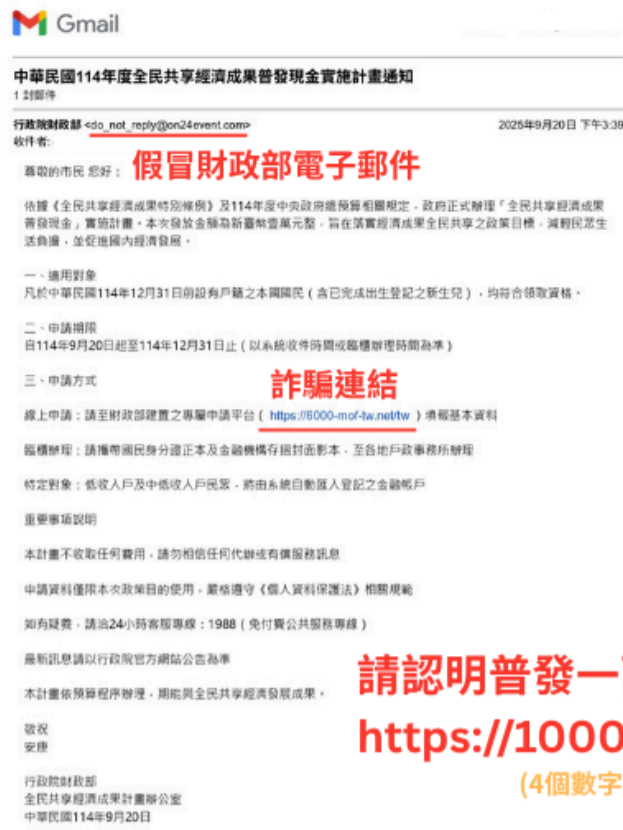 Gmail
中華民國114年度全民共享經濟成果普發現金實施計畫通知
1 封郵件
行政院財政部 <do_not_reply@on24event.com>
2025年9月20日 下午3:39
收件者:
尊敬的市民 您好：
假冒財政部電子郵件
依據《全民共享經濟成果特別條例》及114年度中央政府總預算相關規定，政府正式辦理「全民共享經濟成果
普發現金」實施計畫。本次發放金額為新臺幣壹萬元整，旨在落實經濟成果全民共享之政策目標，減輕民眾生
活負擔，並促進國內經濟發展。
一、適用對象
凡於中華民國114年12月31日前設有戶籍之本國國民（含已完成出生登記之新生兒），均符合領取資格。
二、申請期限
自114年9月20日起至114年12月31日止（以系統收件時間或臨櫃辦理時間為準）
三、申請方式
詐騙連結
線上申請：請至財政部建置之專屬申請平台（ https://6000-mof-tw.net/tw ）填報基本資料
臨櫃辦理：請攜帶國民身分證正本及金融機構存摺封面影本，至各地戶政事務所辦理
特定對象：低收入戶及中低收入戶民眾，將由系統自動匯入登記之金融帳戶
重要事項說明
本計畫不收取任何費用，請勿相信任何代辦或有償服務訊息
申請資料僅限本次政策目的使用，嚴格遵守《個人資料保護法》相關規範
如有疑義，請洽24小時客服專線：1988（免付費公共服務專線）
最新訊息請以行政院官方網站公告為準
請認明普發一
本計畫依預算程序辦理，期能與全民共享經濟發展成果。
https://1000
敬祝
安康
(4個數字
行政院財政部
全民共享經濟成果計畫辦公室
中華民國114年9月20日